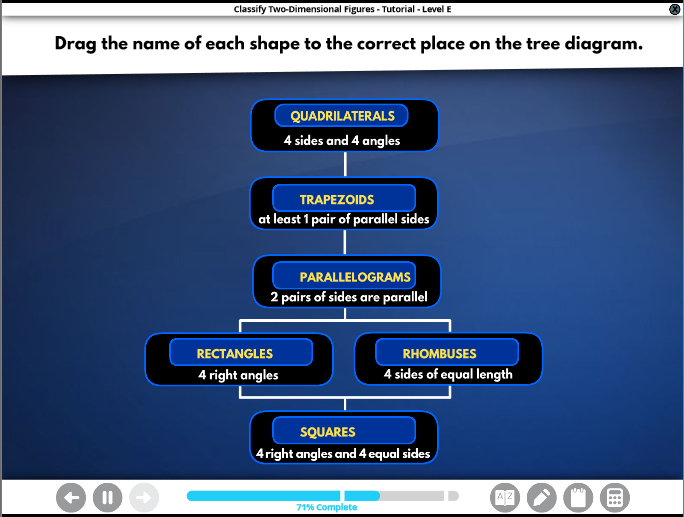 Classify Two-Dimensional Figures - Tutorial - Level E
Drag the name of each shape to the correct place on the tree diagram.
QUADRILATERALS
4 sides and 4 angles
TRAPEZOIDS
at least 1 pair of parallel sides
PARALLELOGRAMS
2 pairs of sides are parallel
RECTANGLES
4 right angles
RHOMBUSES
4 sides of equal length
SQUARES
4 right angles and 4 equal sides
71% Complete
A Z